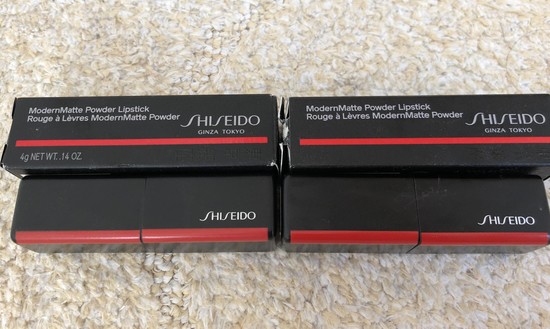 ModernMatte Powder Lipstick
Rouge à Lèvres ModernMatte Powder
SHISEIDO
GINZA TOKYO
4g NET WT. .14 OZ.
ModernMatte Powder Lipstick
Rouge à Lèvres ModernMatte Powder
SHISEIDO
GINZA TOKYO
SHISEIDO
SHISEIDO